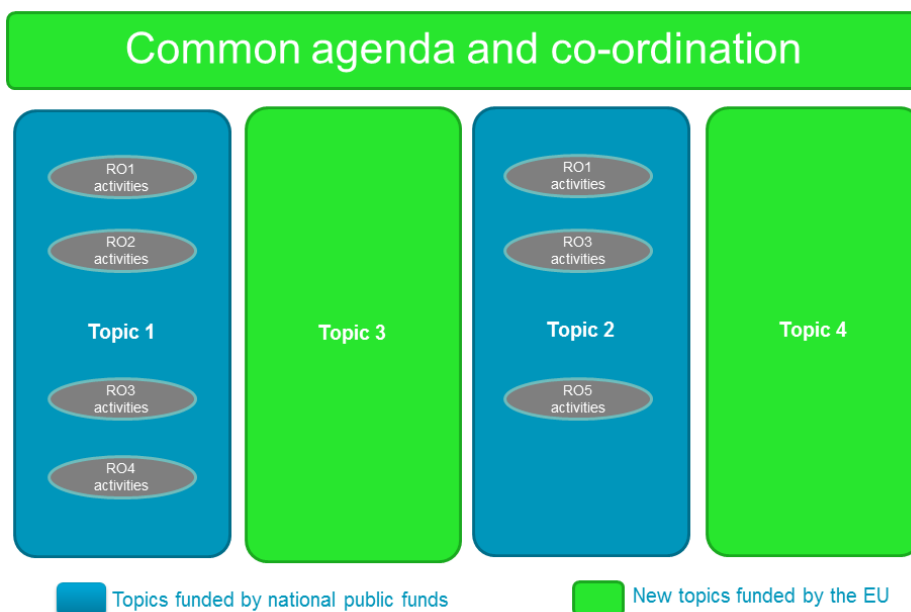 Common agenda and co-ordination
RO1
activities
RO2
activities
Topic 1
RO3
activities
RO4
activities
Topic 3
RO1
activities
RO3
activities
Topic 2
RO5
activities
Topic 4
Topics funded by national public funds
New topics funded by the EU